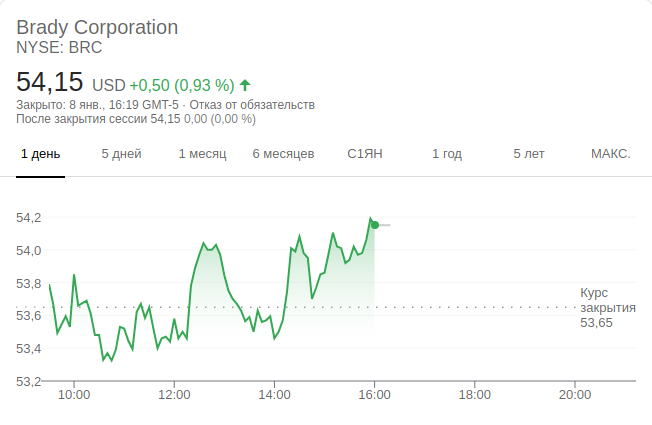 Brady Corporation
NYSE: BRC
54,15 USD +0,50 (0,93 %)
Закрыто: 8 янв., 16:19 GMT-5 · Отказ от обязательств
После закрытия сессии 54,15 0,00 (0,00 %)
1 день 5 дней 1 месяц 6 месяцев С1ЯН 1 год 5 лет МАКС.
54,2
54,0
53,8
53,6
53,4
53,2
Курс
закрытия
53,65
10:00 12:00 14:00 16:00 18:00 20:00